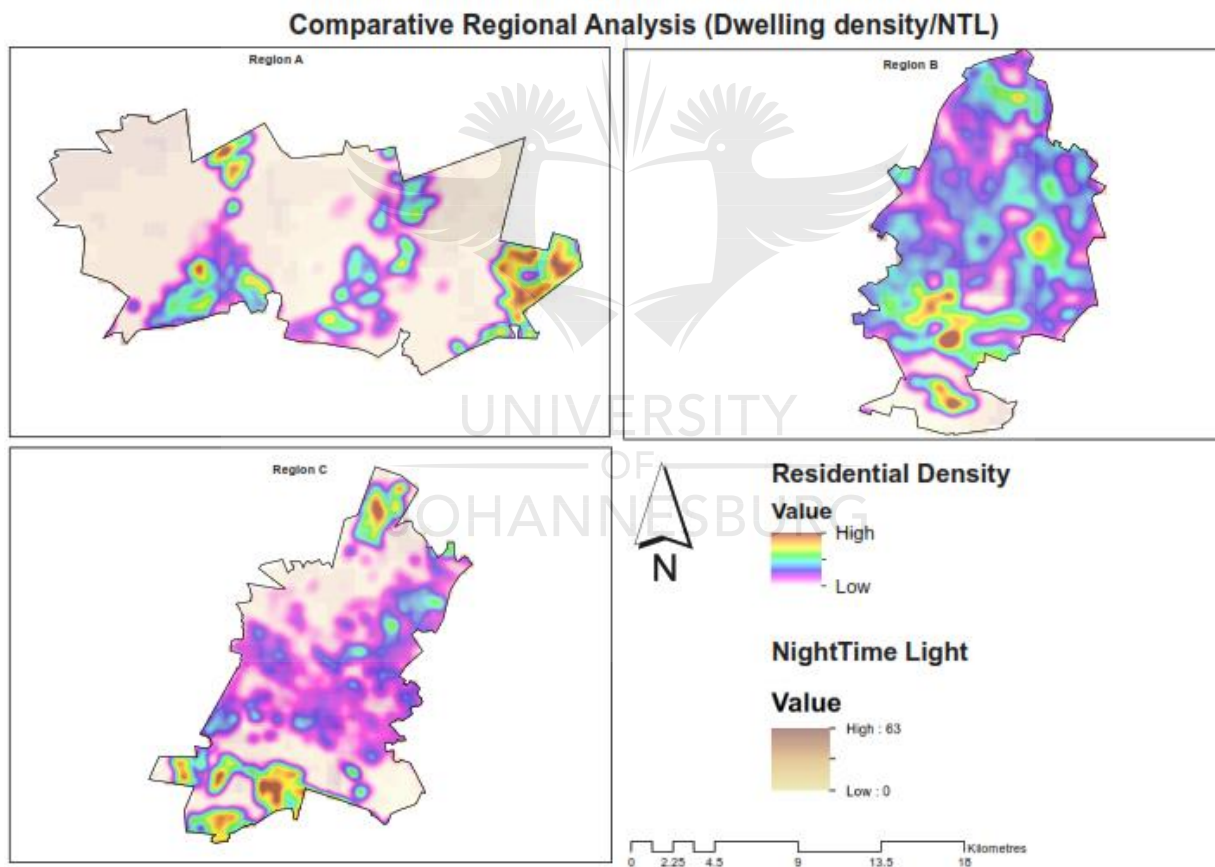 Comparative Regional Analysis (Dwelling density/NTL)
Region A
Region B
UNIVERSITY
OF
JOHANNESBURG
Region C
N
Residential Density
Value
High
Low
NightTime Light
Value
High : 63
Low : 0
Kilometres
0 2.25 4.5 9 13.5 18